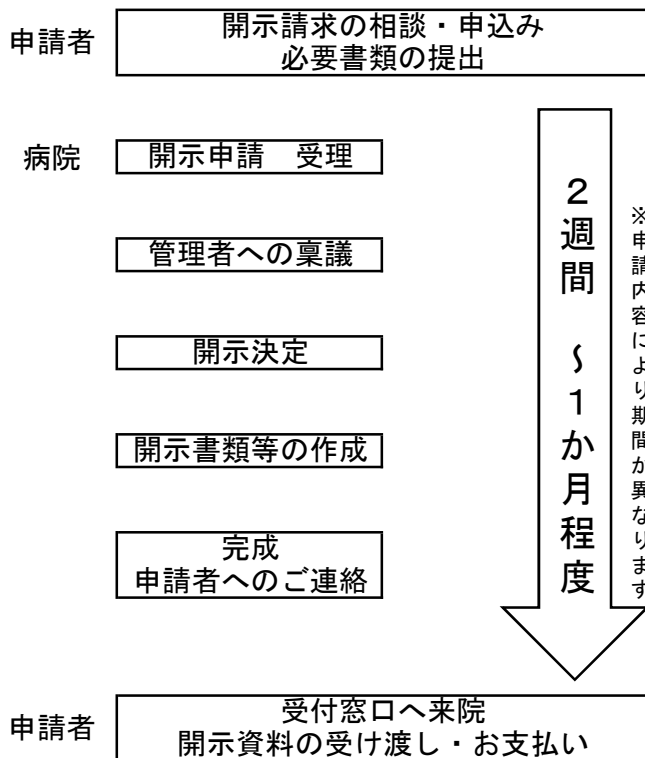 申請者
開示請求の相談・申込み
必要書類の提出
病院
開示申請　受理
管理者への稟議
開示決定
開示書類等の作成
完成
申請者へのご連絡
２週間　～１か月程度
※申請内容により期間が異なります
申請者
受付窓口へ来院
開示資料の受け渡し・お支払い